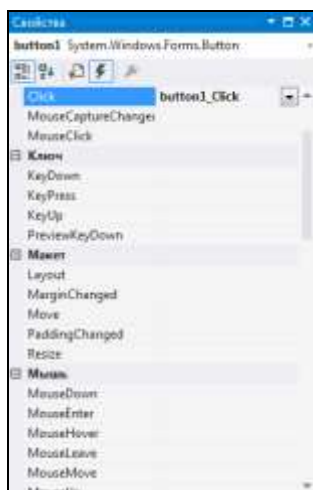 Свойства
button1 System.Windows.Forms.Button
Click button1_Click
MouseCaptureChanged
MouseClick
Ключ
KeyDown
KeyPress
KeyUp
PreviewKeyDown
Макет
Layout
MarginChanged
Move
PaddingChanged
Resize
Мышь
MouseDown
MouseEnter
MouseHover
MouseLeave
MouseMove